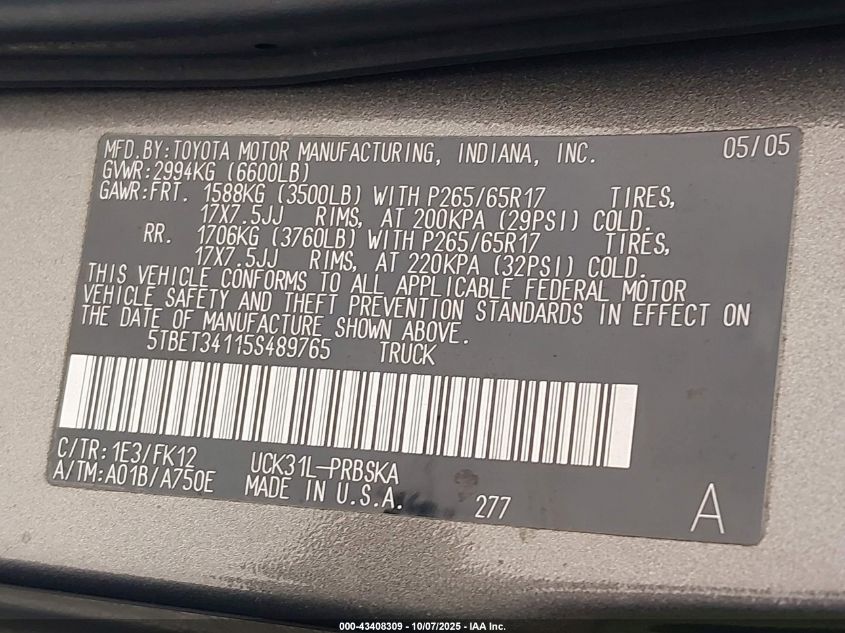 MFD.BY:TOYOTA MOTOR MANUFACTURING, INDIANA, INC. 05/05
GVWR:2994KG (6600LB)
GAWR:FRT. 1588KG (3500LB) WITH P265/65R17 TIRES,
17X7.5JJ RIMS, AT 200KPA (29PSI) COLD.
RR. 1706KG (3760LB) WITH P265/65R17 TIRES,
17X7.5JJ RIMS, AT 220KPA (32PSI) COLD.
THIS VEHICLE CONFORMS TO ALL APPLICABLE FEDERAL MOTOR
VEHICLE SAFETY AND THEFT PREVENTION STANDARDS IN EFFECT ON
THE DATE OF MANUFACTURE SHOWN ABOVE.
5TBET34115S489765 TRUCK
C/TR:1E3/FK12 UCK31L-PRBSKA
A/TM:A01B/A750E MADE IN U.S.A. 277 A
000-43408309 - 10/07/2025 - IAA Inc.